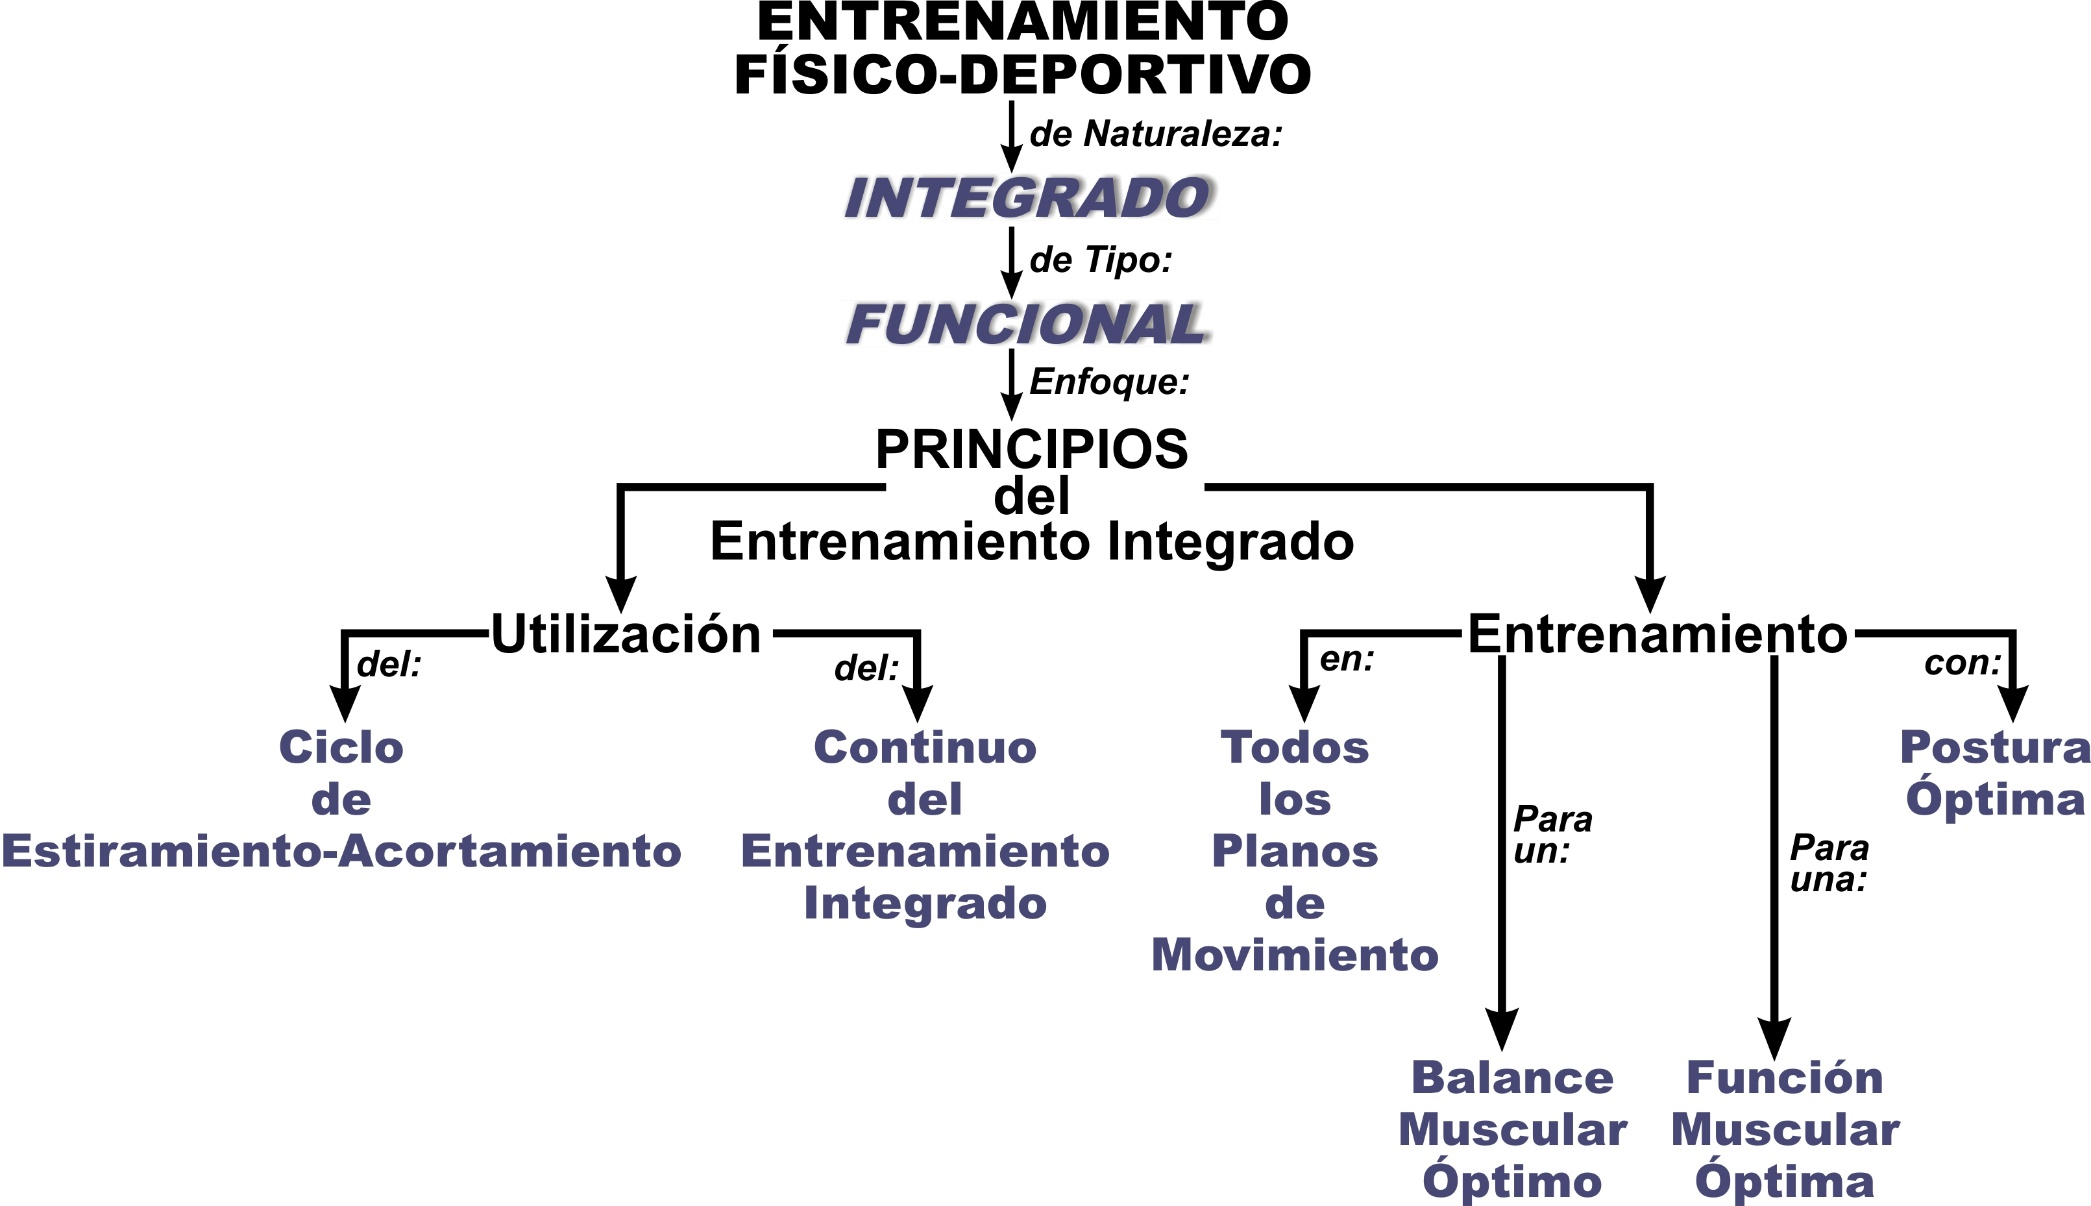 ENTRENAMIENTO
FÍSICO-DEPORTIVO
de Naturaleza:
INTEGRADO
de Tipo:
FUNCIONAL
Enfoque:
PRINCIPIOS
del
Entrenamiento Integrado
Utilización
del:
del:
Ciclo
de
Estiramiento-Acortamiento
Continuo
del
Entrenamiento
Integrado
Entrenamiento
en:
con:
Todos
los
Planos
de
Movimiento
Para
un:
Balance
Muscular
Óptimo
Para
una:
Función
Muscular
Óptima
Postura
Óptima